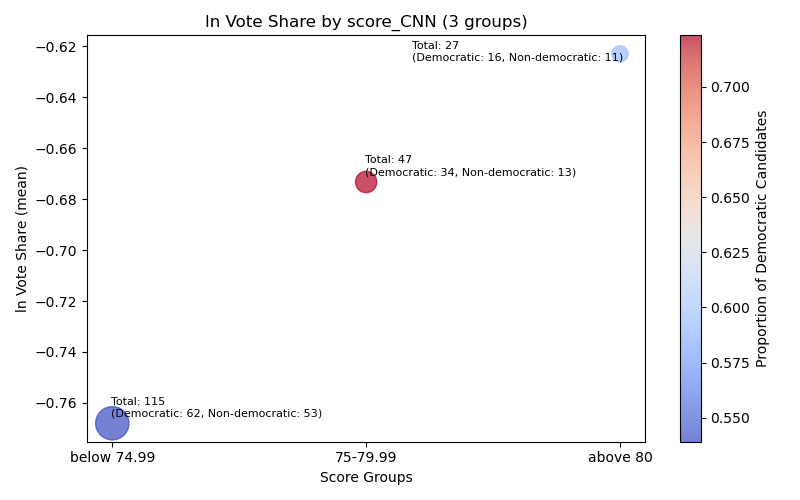 In Vote Share by score_CNN (3 groups)
ln Vote Share (mean)
−0.62
−0.64
−0.66
−0.68
−0.70
−0.72
−0.74
−0.76
Total: 27
(Democratic: 16, Non-democratic: 11)
Total: 47
(Democratic: 34, Non-democratic: 13)
Total: 115
(Democratic: 62, Non-democratic: 53)
below 74.99
75-79.99
above 80
Score Groups
0.700
0.675
0.650
0.625
0.600
0.575
0.550
Proportion of Democratic Candidates